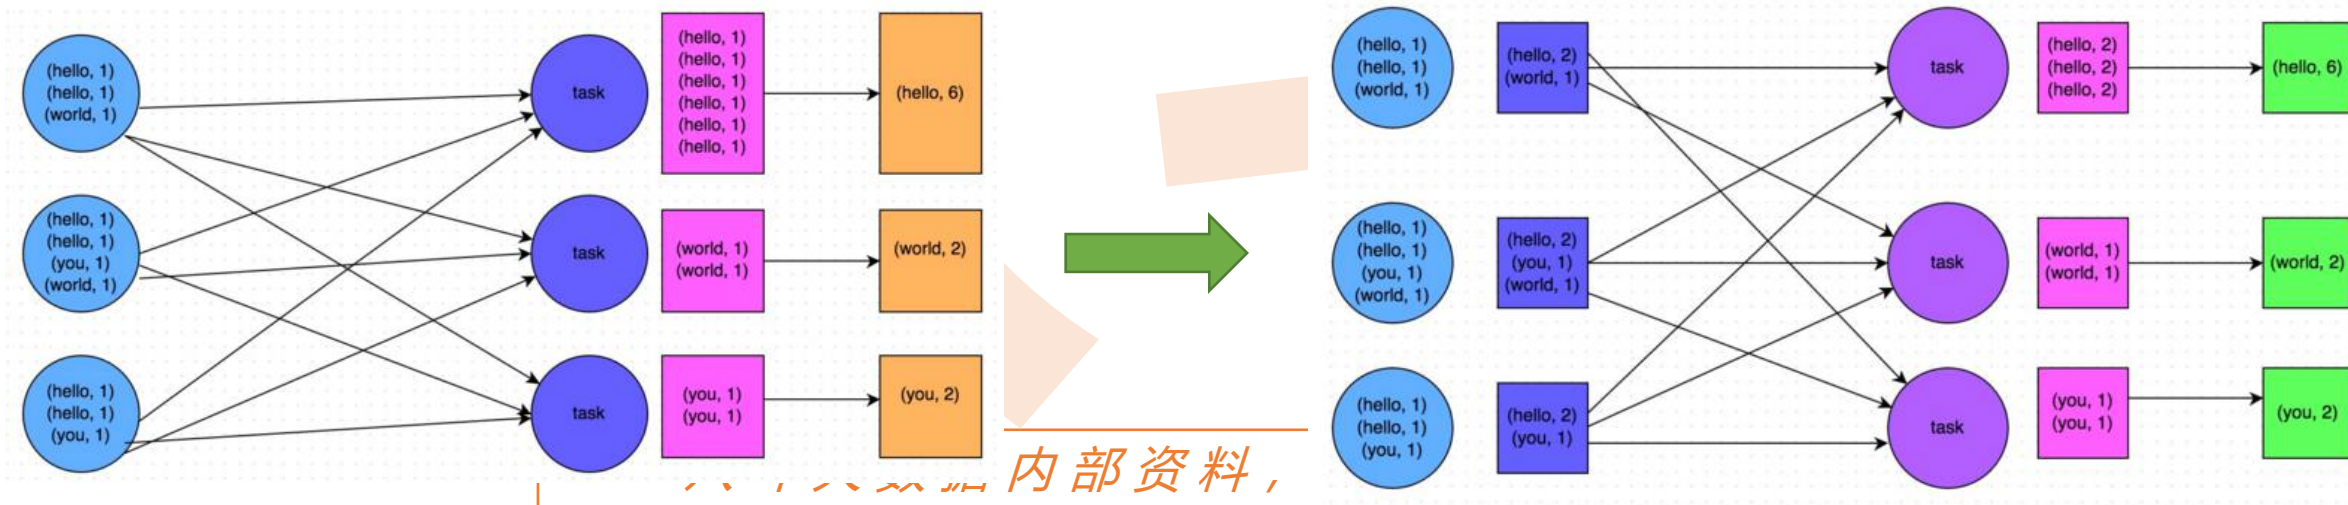 (hello, 1)
(hello, 1)
(world, 1)
task
(hello, 1)
(hello, 1)
(hello, 1)
(hello, 1)
(hello, 1)
(hello, 1)
(hello, 6)
(hello, 1)
(hello, 1)
(you, 1)
(world, 1)
task
(world, 1)
(world, 1)
(world, 2)
(hello, 1)
(hello, 1)
(you, 1)
task
(you, 1)
(you, 1)
(you, 2)
(hello, 1)
(hello, 1)
(world, 1)
(hello, 2)
(world, 1)
task
(hello, 2)
(hello, 2)
(hello, 2)
(hello, 6)
(hello, 1)
(hello, 1)
(you, 1)
(world, 1)
(hello, 2)
(you, 1)
(world, 1)
task
(world, 1)
(world, 1)
(world, 2)
(hello, 1)
(hello, 1)
(you, 1)
(hello, 2)
(you, 1)
task
(you, 1)
(you, 1)
(you, 2)
大数据内部资料,